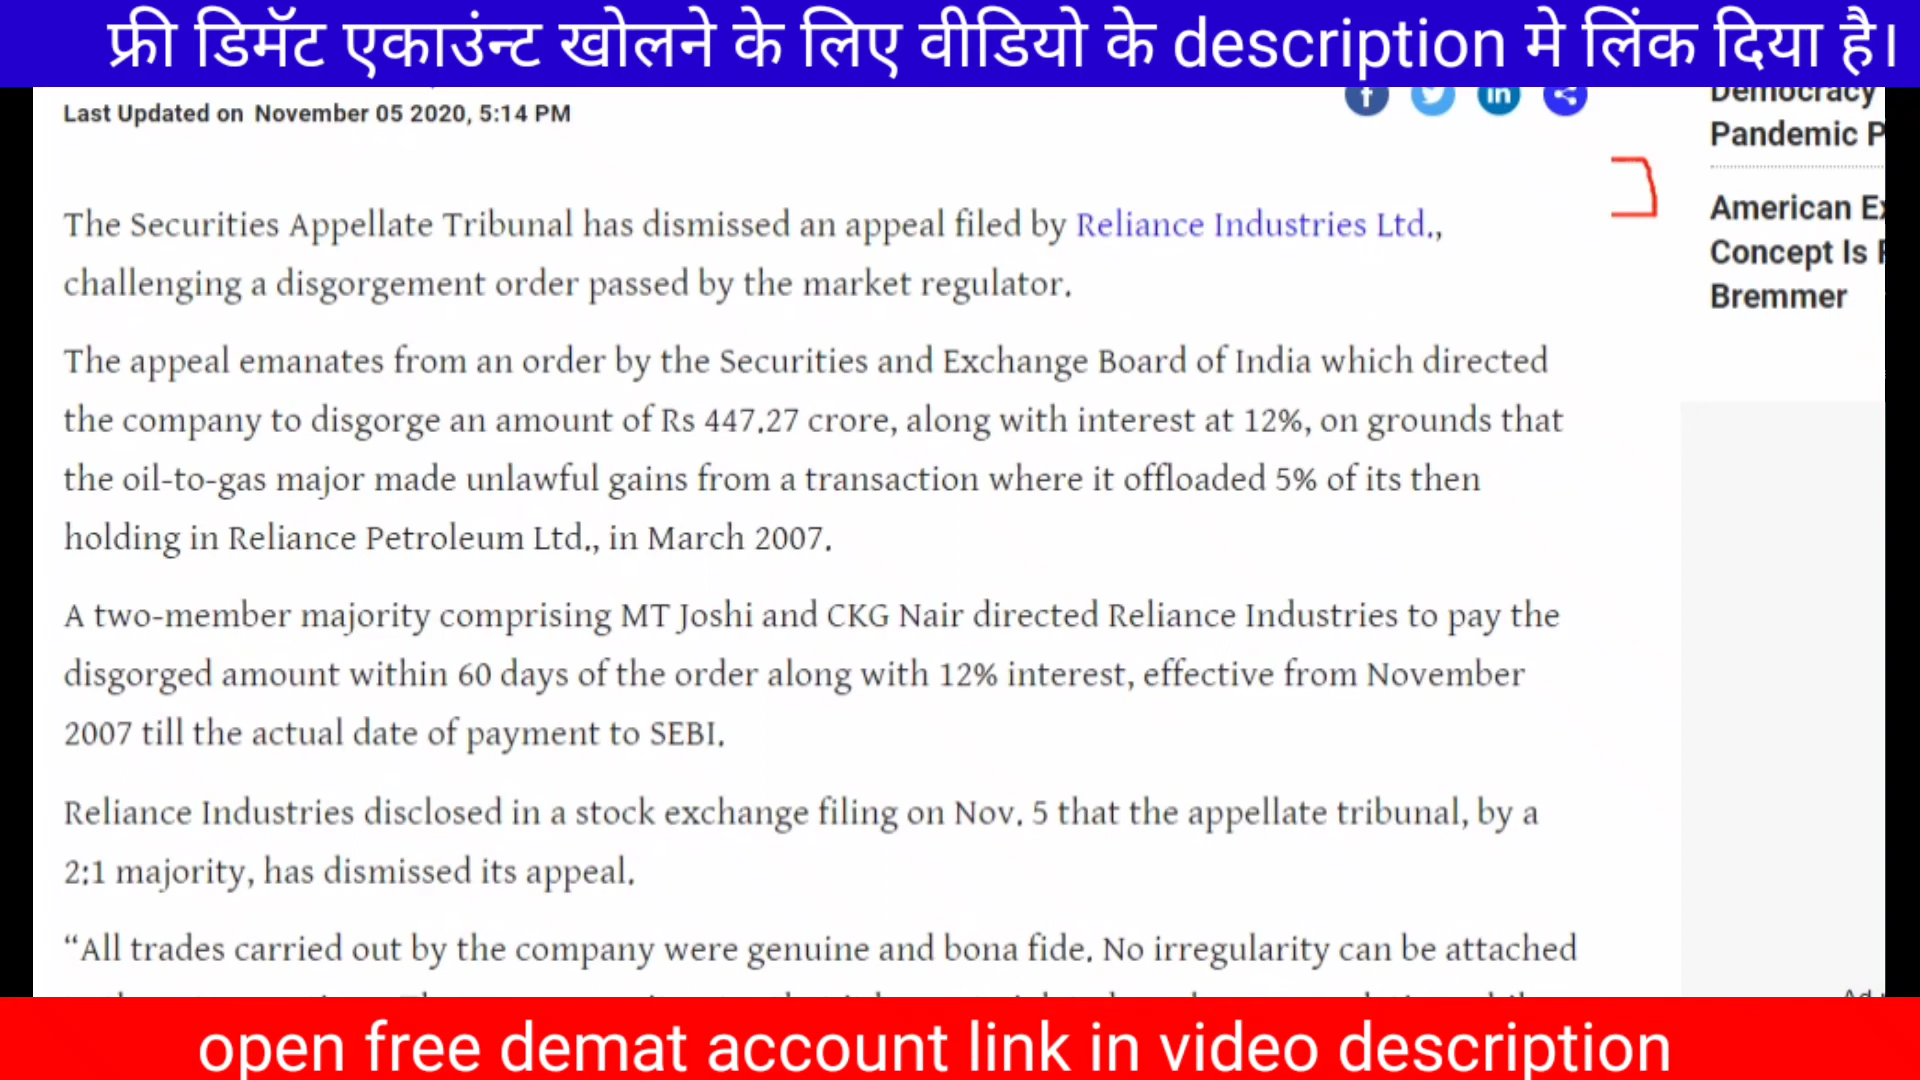 फ्री डिमॅट एकाउंन्ट खोलने के लिए वीडियो के description मे लिंक दिया है।
Last Updated on November 05 2020, 5:14 PM
Democracy
Pandemic P
The Securities Appellate Tribunal has dismissed an appeal filed by Reliance Industries Ltd.,
challenging a disgorgement order passed by the market regulator.
American Ex
Concept Is
Bremmer
The appeal emanates from an order by the Securities and Exchange Board of India which directed
the company to disgorge an amount of Rs 447.27 crore, along with interest at 12%, on grounds that
the oil-to-gas major made unlawful gains from a transaction where it offloaded 5% of its then
holding in Reliance Petroleum Ltd., in March 2007.
A two-member majority comprising MT Joshi and CKG Nair directed Reliance Industries to pay the
disgorged amount within 60 days of the order along with 12% interest, effective from November
2007 till the actual date of payment to SEBI.
Reliance Industries disclosed in a stock exchange filing on Nov. 5 that the appellate tribunal, by a
2:1 majority, has dismissed its appeal.
“All trades carried out by the company were genuine and bona fide. No irregularity can be attached
open free demat account link in video description